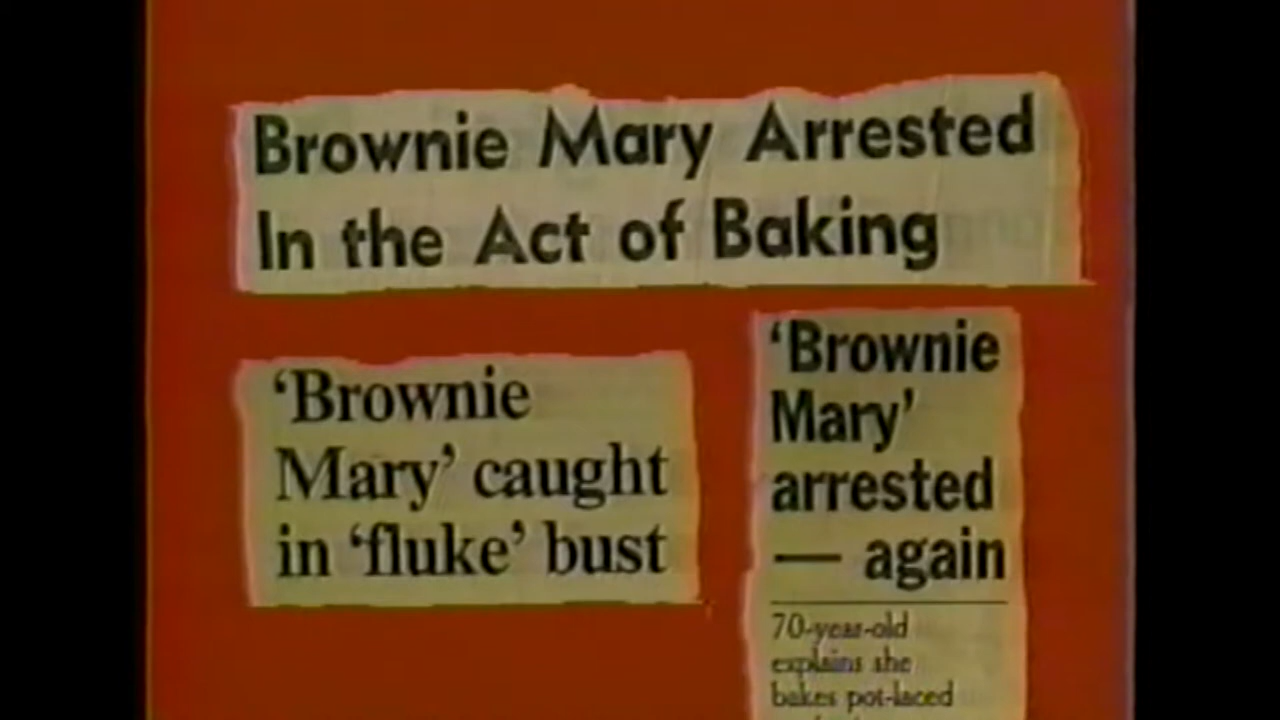 Brownie Mary Arrested
In the Act of Baking
‘Brownie
Mary’ caught
in ‘fluke’ bust
‘Brownie
Mary’
arrested
— again
70-year-old
explains she
bakes pot-laced